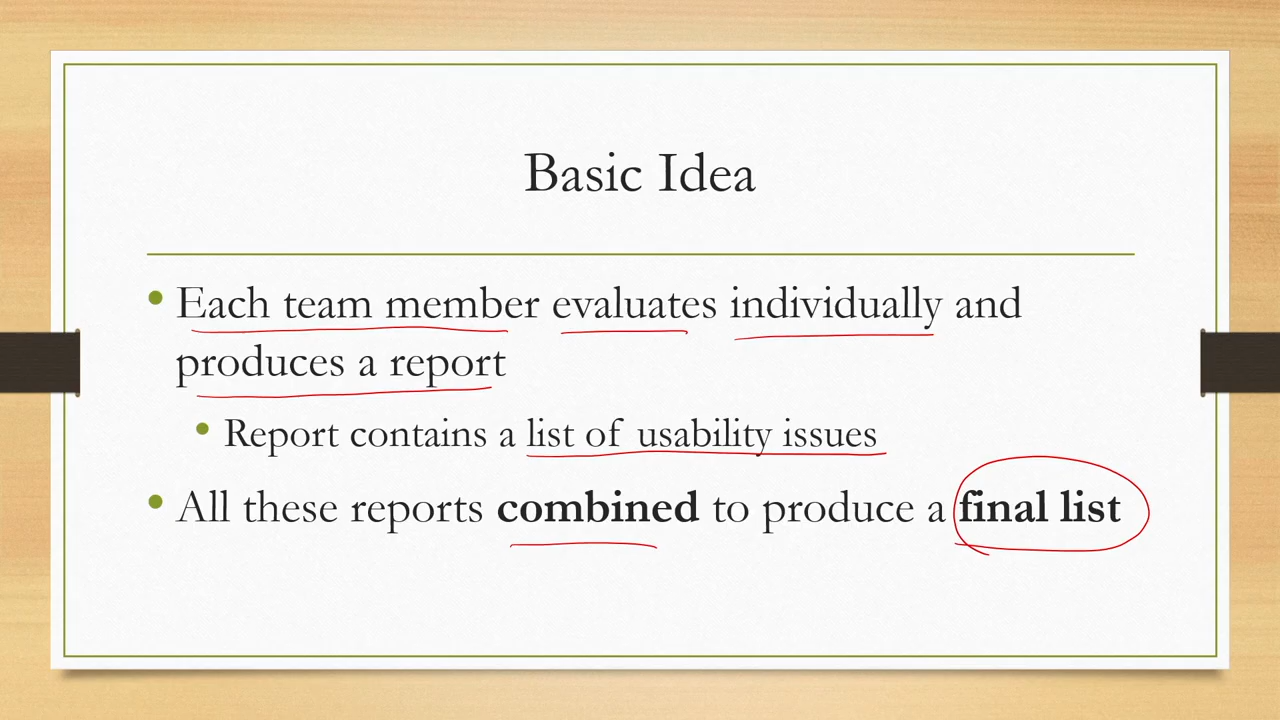 Basic Idea
• Each team member evaluates individually and
produces a report
• Report contains a list of usability issues
• All these reports combined to produce a final list